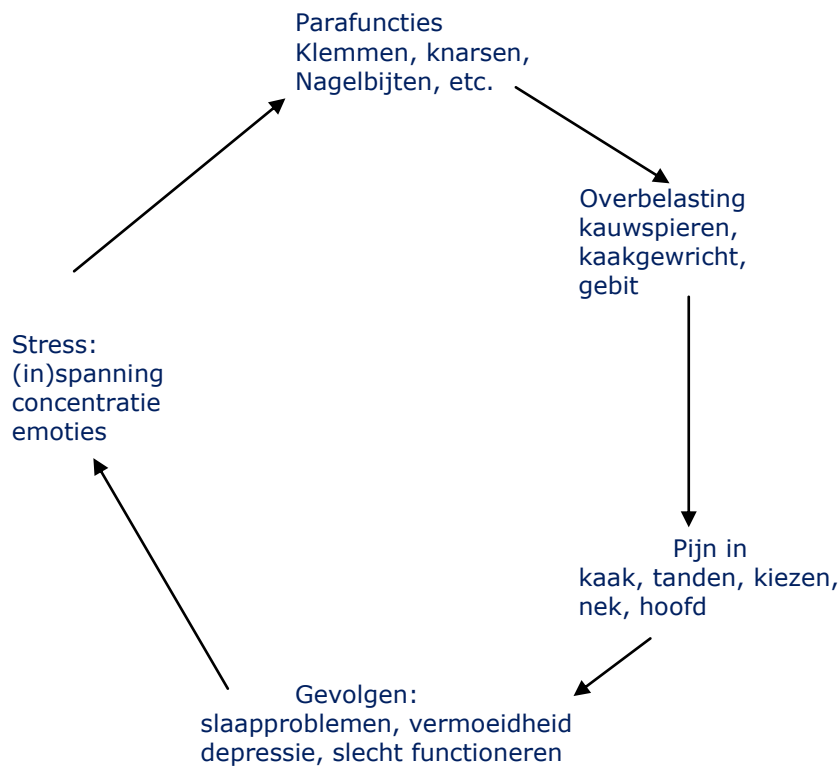 Parafuncties
Klemmen, knarsen,
Nagelbijten, etc.
Overbelasting
kauwspieren,
kaakgewricht,
gebit
Pijn in
kaak, tanden, kiezen,
nek, hoofd
Gevolgen:
slaapproblemen, vermoeidheid
depressie, slecht functioneren
Stress:
(in)spanning
concentratie
emoties